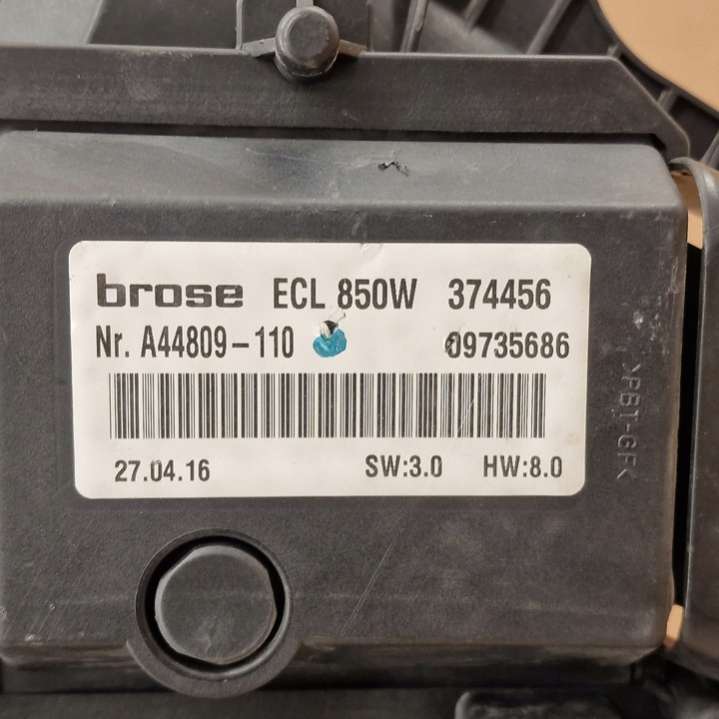 brose ECL 850W 374456
Nr. A44809-110 09735686
27.04.16 SW:3.0 HW:8.0
>PBT-GF<